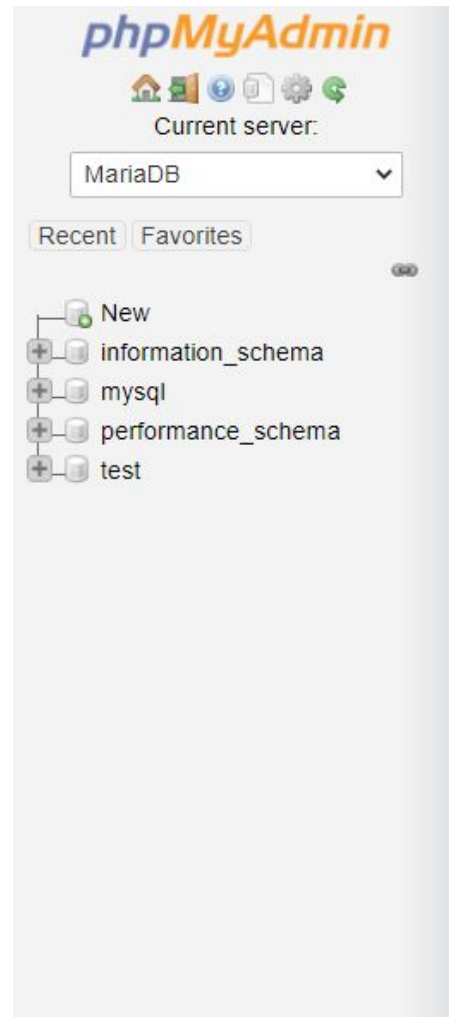 phpMyAdmin
Current server:
MariaDB
Recent Favorites
New
information_schema
mysql
performance_schema
test